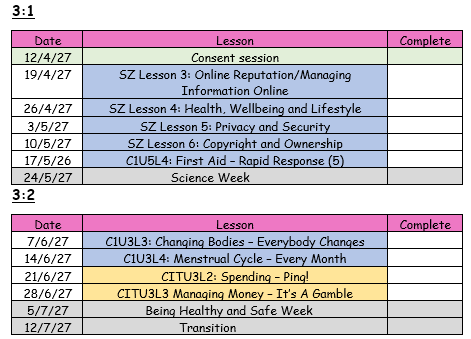 3:1
Date Lesson Complete
12/4/27 Consent session
19/4/27 SZ Lesson 3: Online Reputation/Managing
Information Online
26/4/27 SZ Lesson 4: Health, Wellbeing and Lifestyle
3/5/27 SZ Lesson 5: Privacy and Security
10/5/27 SZ Lesson 6: Copyright and Ownership
17/5/26 C1U5L4: First Aid – Rapid Response (5)
24/5/27 Science Week
3:2
Date Lesson Complete
7/6/27 C1U3L3: Changing Bodies – Everybody Changes
14/6/27 C1U3L4: Menstrual Cycle – Every Month
21/6/27 CITU3L2: Spending – Ping!
28/6/27 CITU3L3 Managing Money – It's A Gamble
5/7/27 Being Healthy and Safe Week
12/7/27 Transition